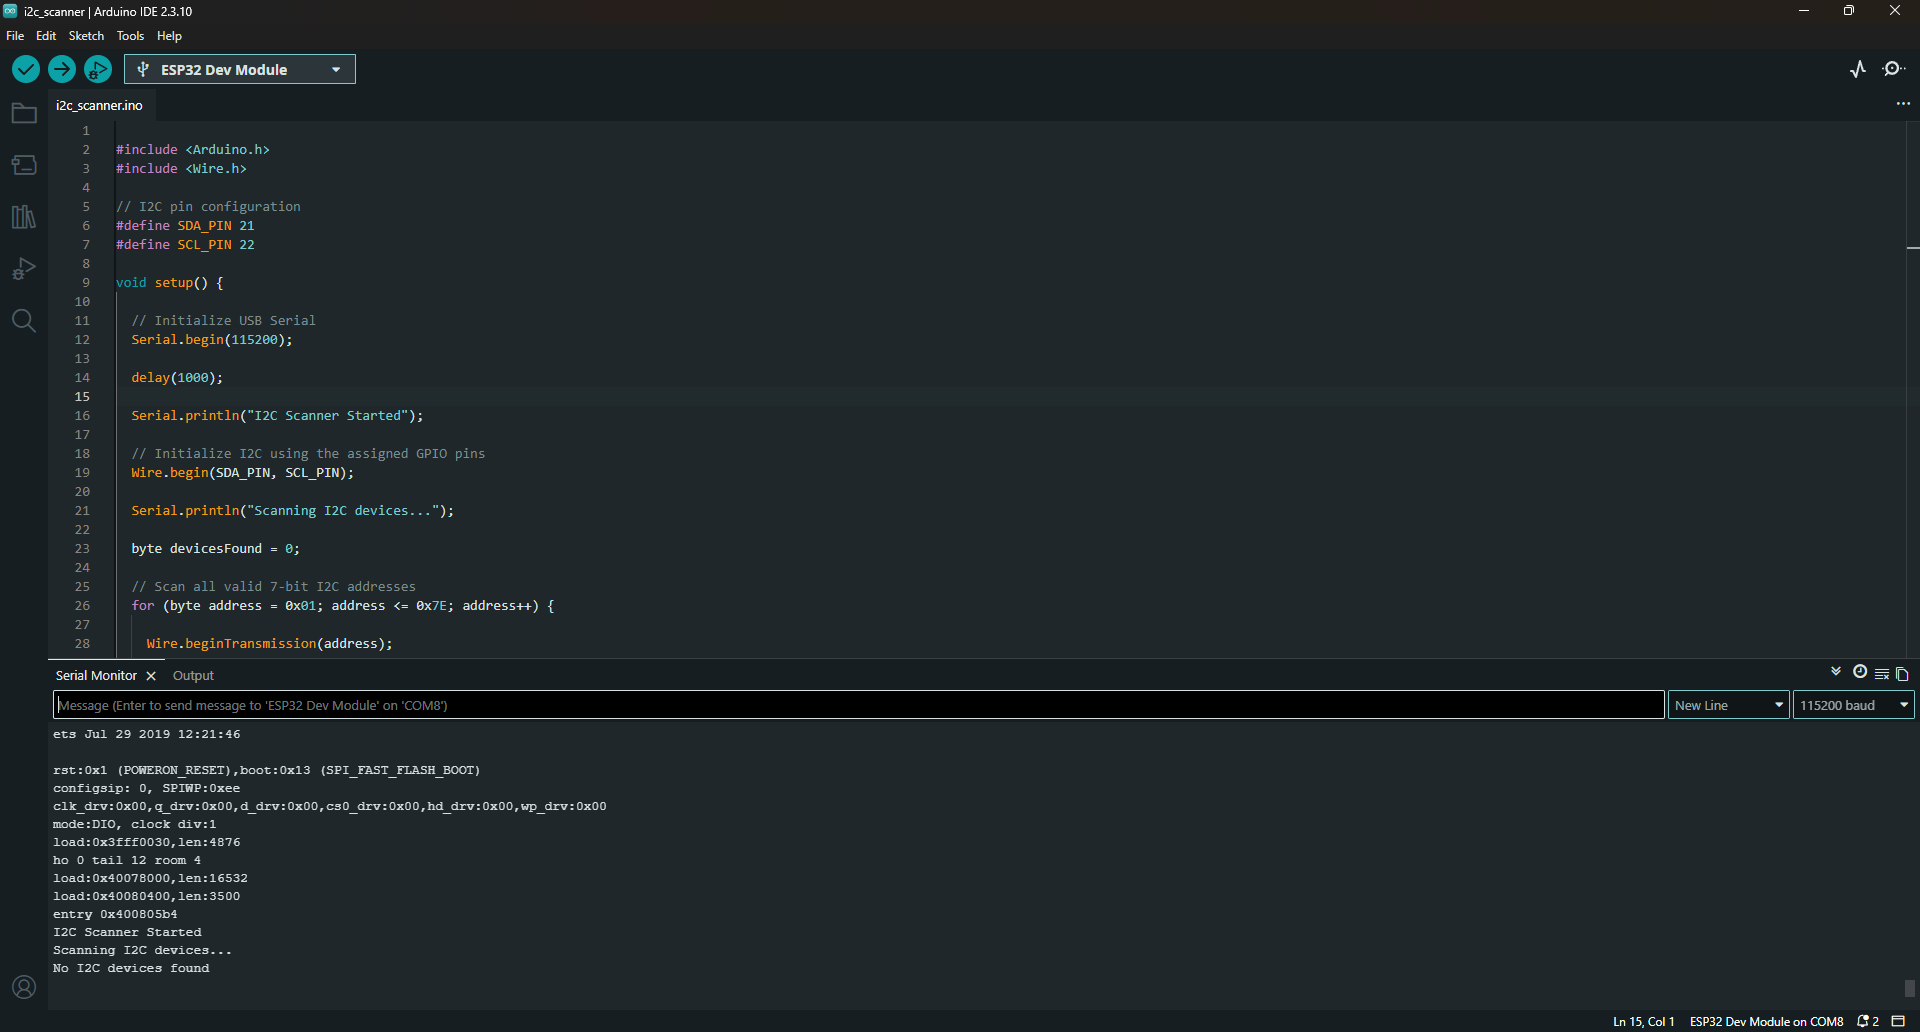 i2c_scanner | Arduino IDE 2.3.10
File Edit Sketch Tools Help
ESP32 Dev Module
i2c_scanner.ino
1
2 #include <Arduino.h>
3 #include <Wire.h>
4
5 // I2C pin configuration
6 #define SDA_PIN 21
7 #define SCL_PIN 22
8
9 void setup() {
10
11 // Initialize USB Serial
12 Serial.begin(115200);
13
14 delay(1000);
15
16 Serial.println("I2C Scanner Started");
17
18 // Initialize I2C using the assigned GPIO pins
19 Wire.begin(SDA_PIN, SCL_PIN);
20
21 Serial.println("Scanning I2C devices...");
22
23 byte devicesFound = 0;
24
25 // Scan all valid 7-bit I2C addresses
26 for (byte address = 0x01; address <= 0x7E; address++) {
27
28 Wire.beginTransmission(address);
Serial Monitor Output
Message (Enter to send message to 'ESP32 Dev Module' on 'COM8') New Line 115200 baud
ets Jul 29 2019 12:21:46
rst:0x1 (POWERON_RESET),boot:0x13 (SPI_FAST_FLASH_BOOT)
configsip: 0, SPIWP:0xee
clk_drv:0x00,q_drv:0x00,d_drv:0x00,cs0_drv:0x00,hd_drv:0x00,wp_drv:0x00
mode:DIO, clock div:1
load:0x3fff0030,len:4876
ho 0 tail 12 room 4
load:0x40078000,len:16532
load:0x40080400,len:3500
entry 0x400805b4
I2C Scanner Started
Scanning I2C devices...
No I2C devices found
Ln 15, Col 1 ESP32 Dev Module on COM8 2